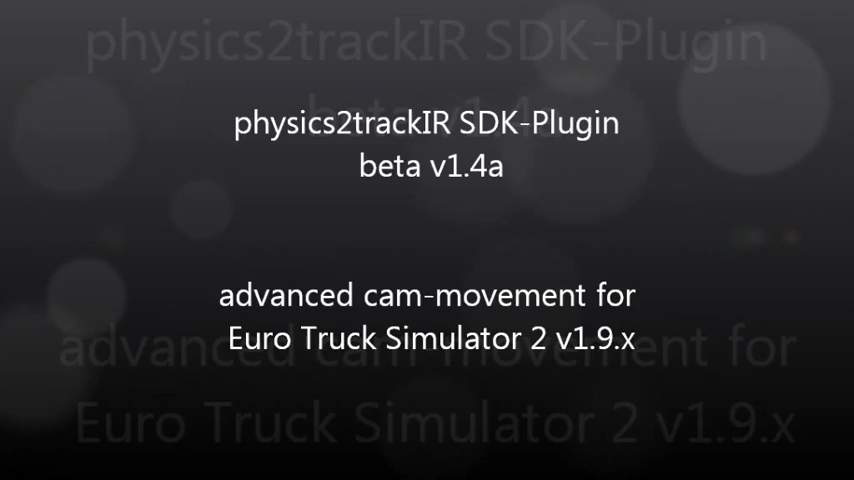 physics2trackIR SDK-Plugin
beta v1.4a
advanced cam-movement for
Euro Truck Simulator 2 v1.9.x